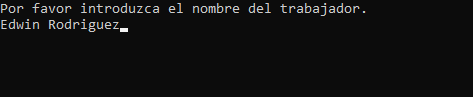 Por favor introduzca el nombre del trabajador.
Edwin Rodriguez